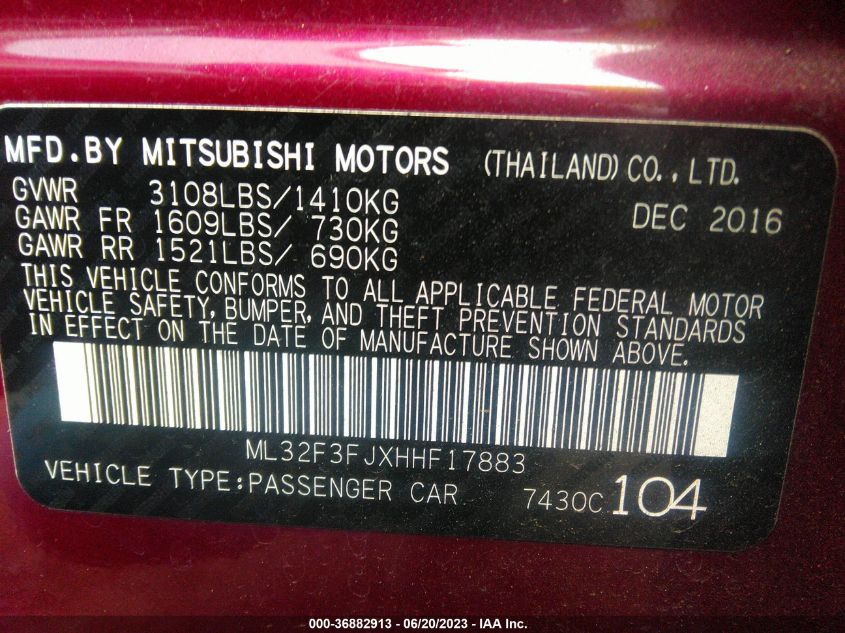 MFD.BY MITSUBISHI MOTORS (THAILAND) CO., LTD.
GVWR 3108LBS/1410KG DEC 2016
GAWR FR 1609LBS/ 730KG
GAWR RR 1521LBS/ 690KG
THIS VEHICLE CONFORMS TO ALL APPLICABLE FEDERAL MOTOR
VEHICLE SAFETY, BUMPER, AND THEFT PREVENTION STANDARDS
IN EFFECT ON THE DATE OF MANUFACTURE SHOWN ABOVE.
ML32F3FJXHHF17883
VEHICLE TYPE:PASSENGER CAR 7430C 104
000-36882913 - 06/20/2023 - IAA Inc.